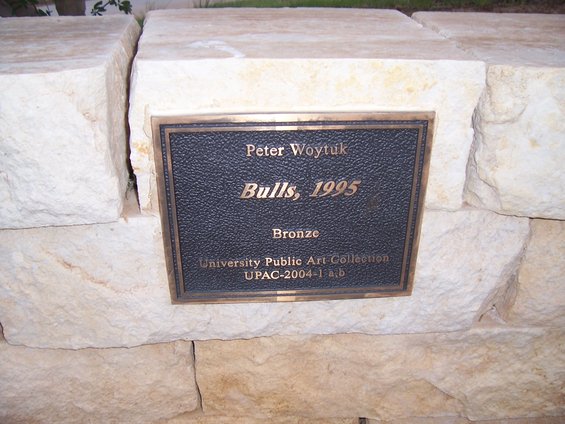 Peter Woytuk
Bulls, 1995
Bronze
University Public Art Collection
UPAC-2004-1 a,b